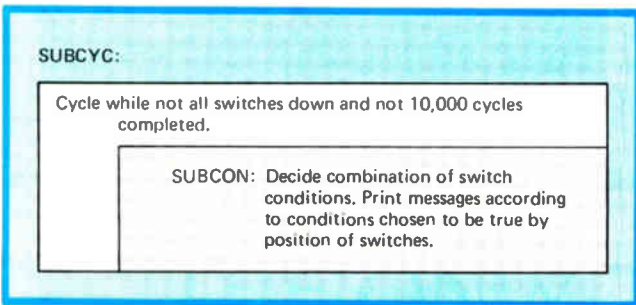 SUBCYC:
Cycle while not all switches down and not 10,000 cycles
completed.
SUBCON: Decide combination of switch
conditions. Print messages according
to conditions chosen to be true by
position of switches.